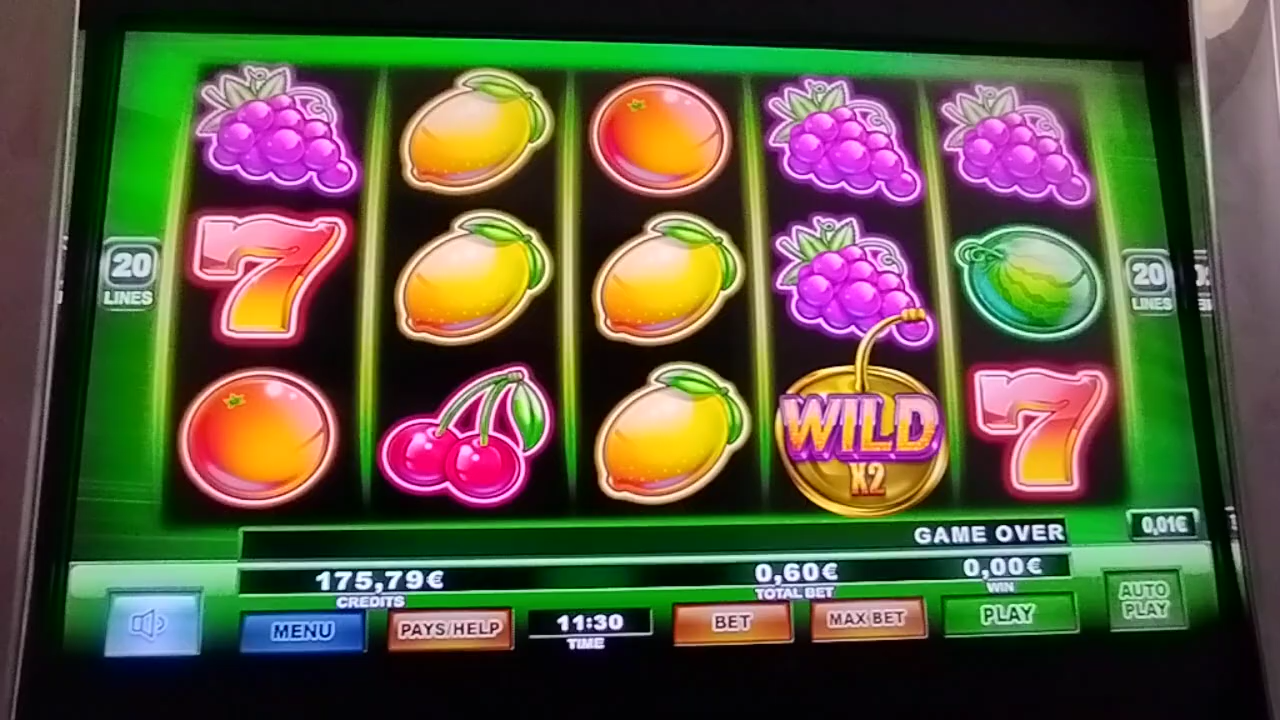 20
LINES
20
LINES
WILD
X2
GAME OVER
0,01€
175,79€
CREDITS
0,60€
TOTAL BET
0,00€
WIN
MENU
PAYS/HELP
11:30
TIME
BET
MAX BET
PLAY
AUTO
PLAY